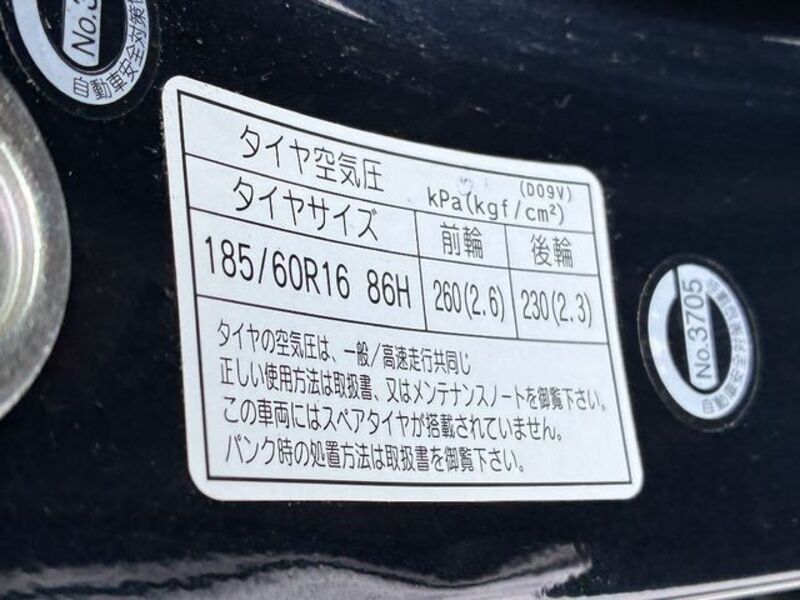 No.3
自動車安全対策
タイヤ空気圧
(D09V)
kPa(kgf/cm²)
タイヤサイズ
前輪
後輪
185/60R16 86H
260(2.6)
230(2.3)
タイヤの空気圧は、一般/高速走行共同じ
正しい使用方法は取扱書、又はメンテナンスノートを御覧下さい。
この車両にはスペアタイヤが搭載されていません。
パンク時の処置方法は取扱書を御覧下さい。
No.3705